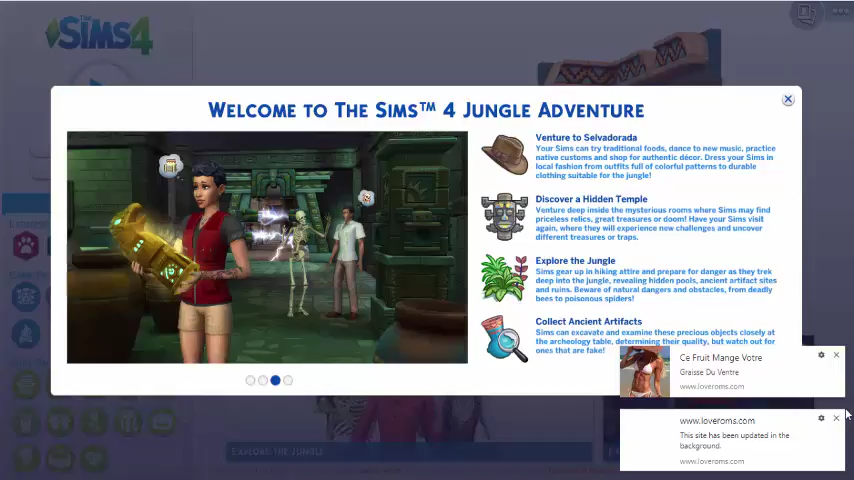 The SIMS 4
WELCOME TO THE SIMS™ 4 JUNGLE ADVENTURE
Venture to Selvadorada
Your Sims can try traditional foods, dance to new music, practice
native customs and shop for authentic décor. Dress your Sims in
local fashion from outfits full of colorful patterns to durable
clothing suitable for the jungle!
Discover a Hidden Temple
Venture deep inside the mysterious rooms where Sims may find
priceless relics, great treasures or doom! Have your Sims visit
again, where they will experience new challenges and uncover
different treasures or traps.
Explore the Jungle
Sims gear up in hiking attire and prepare for danger as they trek
deep into the jungle, revealing hidden pools, ancient artifact sites
and ruins. Beware of natural dangers and obstacles, from deadly
bees to poisonous spiders!
Collect Ancient Artifacts
Sims can excavate and examine these precious objects closely at
the archeology table, determining their quality, but watch out for
ones that are fake!
Ce Fruit Mange Votre
Graisse Du Ventre
www.loveroms.com
www.loveroms.com
This site has been updated in the
background.
www.loveroms.com
EXPLORE THE JUNGLE